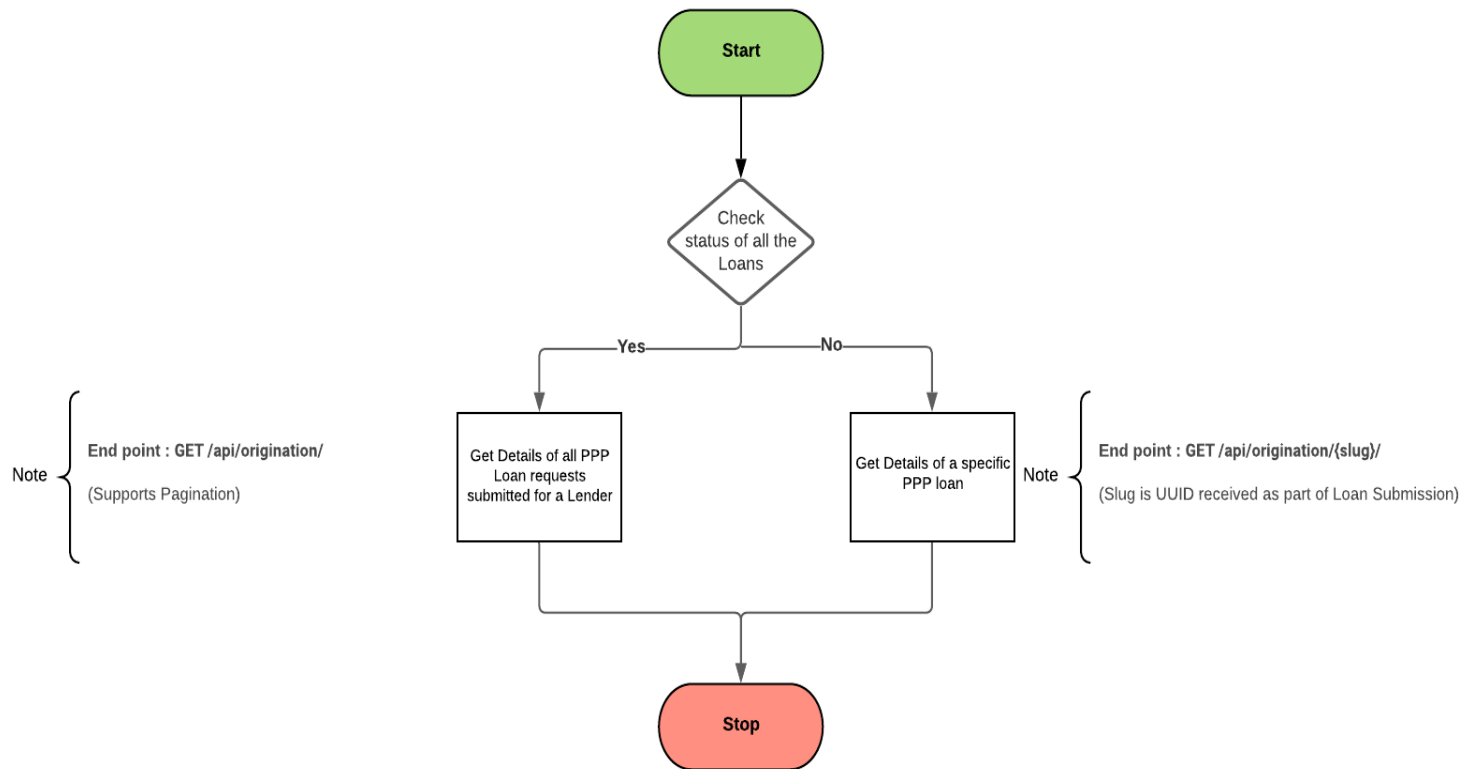 Start
Check
status of all the
Loans
Yes
No
Note
End point : GET /api/origination/
(Supports Pagination)
Get Details of all PPP
Loan requests
submitted for a Lender
Get Details of a specific
PPP loan
Note
End point : GET /api/origination/{slug}/
(Slug is UUID received as part of Loan Submission)
Stop